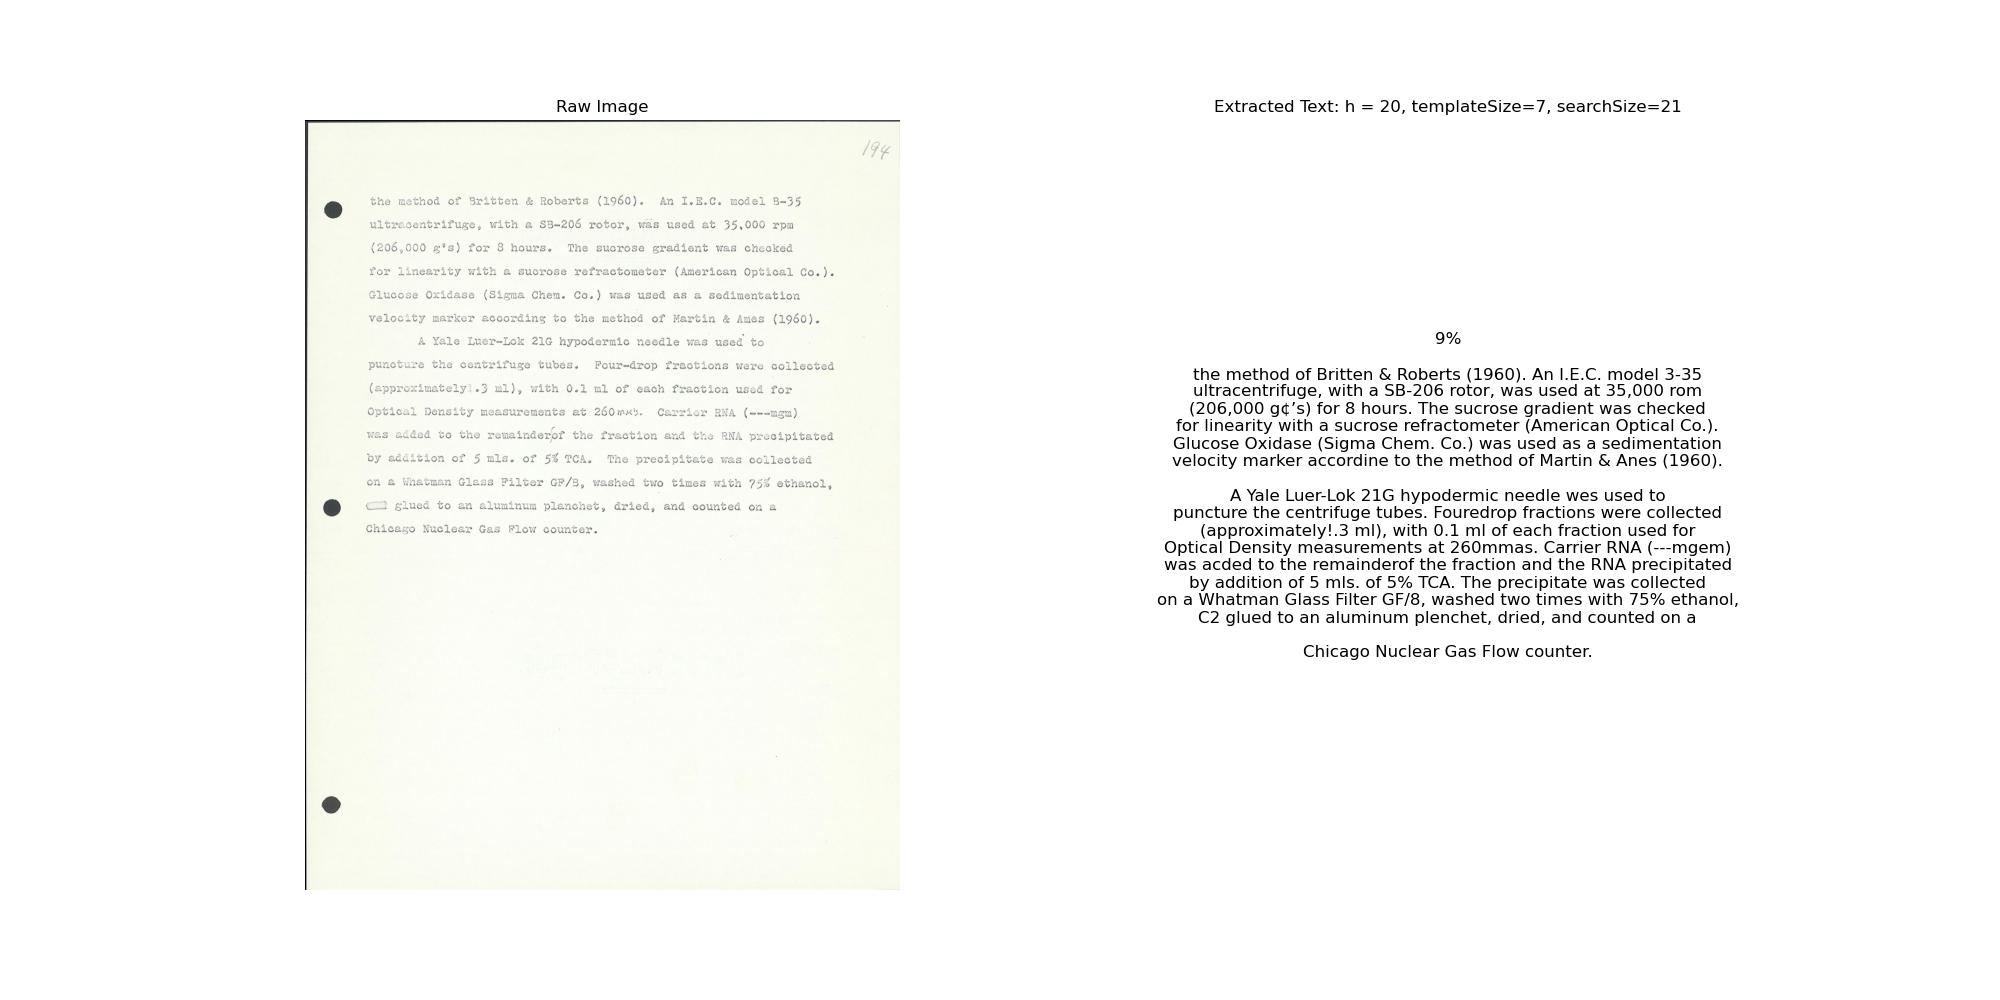 Raw Image
194
the method of Britten & Roberts (1960).  An I.E.C. model B-35
ultracentrifuge, with a SB-206 rotor, was used at 35,000 rpm
(206,000 g's) for 8 hours.  The sucrose gradient was checked
for linearity with a sucrose refractometer (American Optical Co.).
Glucose Oxidase (Sigma Chem. Co.) was used as a sedimentation
velocity marker according to the method of Martin & Ames (1960).
A Yale Luer-Lok 21G hypodermic needle was used to
puncture the centrifuge tubes.  Four-drop fractions were collected
(approximately .3 ml), with 0.1 ml of each fraction used for
Optical Density measurements at 260  Carrier RNA (---mgm)
was added to the remainder of the fraction and the RNA precipitated
by addition of 5 mls. of 5% TCA.  The precipitate was collected
on a Whatman Glass Filter GF/B, washed two times with 75% ethanol,
glued to an aluminum planchet, dried, and counted on a
Chicago Nuclear Gas Flow counter.
Extracted Text: h = 20, templateSize=7, searchSize=21
9%
the method of Britten & Roberts (1960). An I.E.C. model 3-35
ultracentrifuge, with a SB-206 rotor, was used at 35,000 rom
(206,000 g¢’s) for 8 hours. The sucrose gradient was checked
for linearity with a sucrose refractometer (American Optical Co.).
Glucose Oxidase (Sigma Chem. Co.) was used as a sedimentation
velocity marker accordine to the method of Martin & Anes (1960).
A Yale Luer-Lok 21G hypodermic needle wes used to
puncture the centrifuge tubes. Fouredrop fractions were collected
(approximately!.3 ml), with 0.1 ml of each fraction used for
Optical Density measurements at 260mmas. Carrier RNA (---mgem)
was acded to the remainderof the fraction and the RNA precipitated
by addition of 5 mls. of 5% TCA. The precipitate was collected
on a Whatman Glass Filter GF/8, washed two times with 75% ethanol,
C2 glued to an aluminum plenchet, dried, and counted on a
Chicago Nuclear Gas Flow counter.